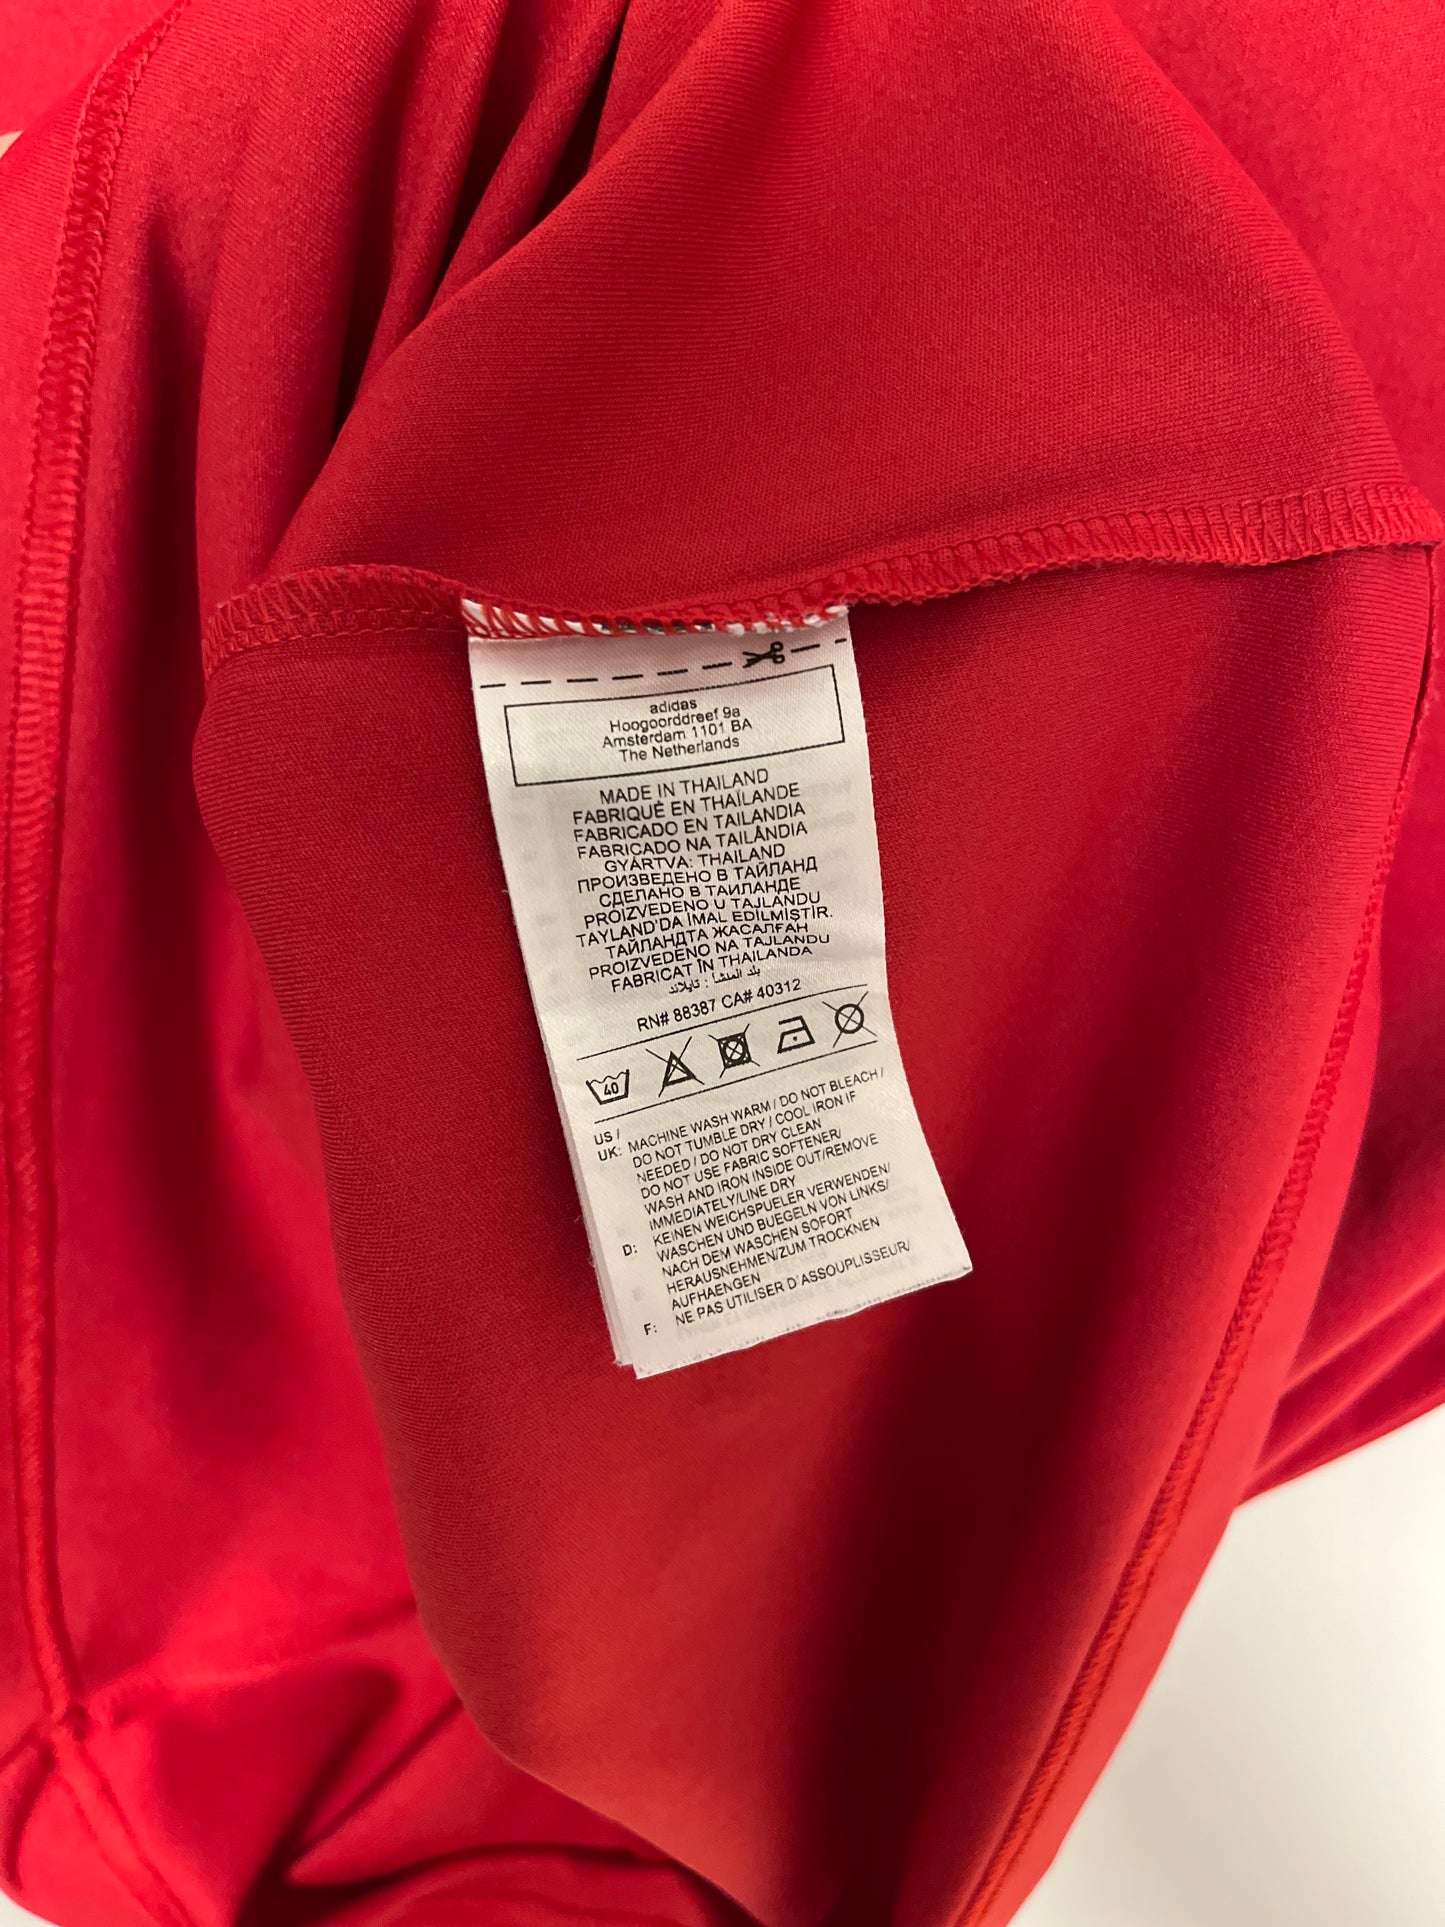 adidas
Hoogoorddreef 9a
Amsterdam 1101 BA
The Netherlands
MADE IN THAILAND
FABRIQUÉ EN THAÏLANDE
FABRICADO EN TAILANDIA
FABRICADO NA TAILÂNDIA
GYÁRTVA: THAILAND
ПРОИЗВЕДЕНО В ТАЙЛАНД
СДЕЛАНО В ТАИЛАНДЕ
PROIZVEDENO U TAJLANDU
TAYLAND'DA İMAL EDİLMİŞTİR.
ТАЙЛАНДТА ЖАСАЛҒАН
PROIZVEDENO NA TAJLANDU
FABRICAT ÎN THAILANDA
بلد المنشأ : تايلاند
RN# 88387 CA# 40312
40
US / UK: MACHINE WASH WARM / DO NOT BLEACH /
DO NOT TUMBLE DRY / COOL IRON IF
NEEDED / DO NOT DRY CLEAN
DO NOT USE FABRIC SOFTENER/
WASH AND IRON INSIDE OUT/REMOVE
IMMEDIATELY/LINE DRY
D: KEINEN WEICHSPUELER VERWENDEN/
WASCHEN UND BUEGELN VON LINKS/
NACH DEM WASCHEN SOFORT
HERAUSNEHMEN/ZUM TROCKNEN
AUFHAENGEN
F: NE PAS UTILISER D'ASSOUPLISSEUR/